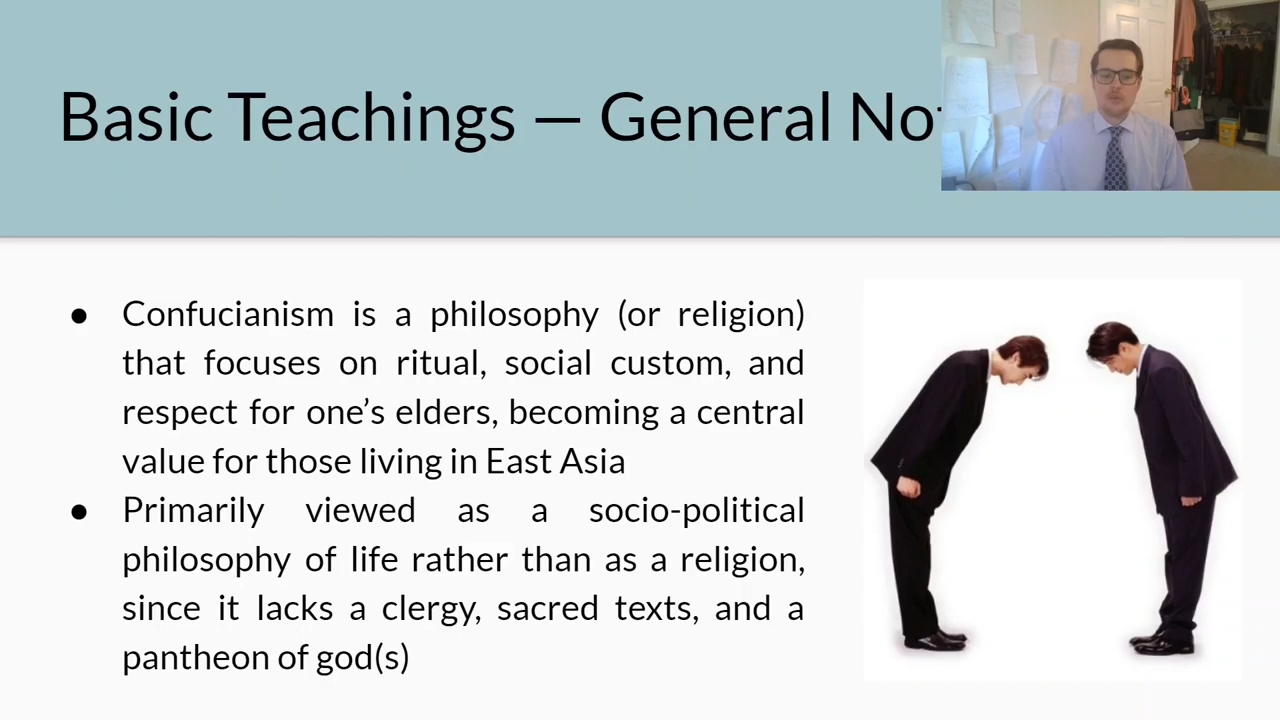 Basic Teachings — General
● Confucianism is a philosophy (or religion)
that focuses on ritual, social custom, and
respect for one's elders, becoming a central
value for those living in East Asia
● Primarily viewed as a socio-political
philosophy of life rather than as a religion,
since it lacks a clergy, sacred texts, and a
pantheon of god(s)